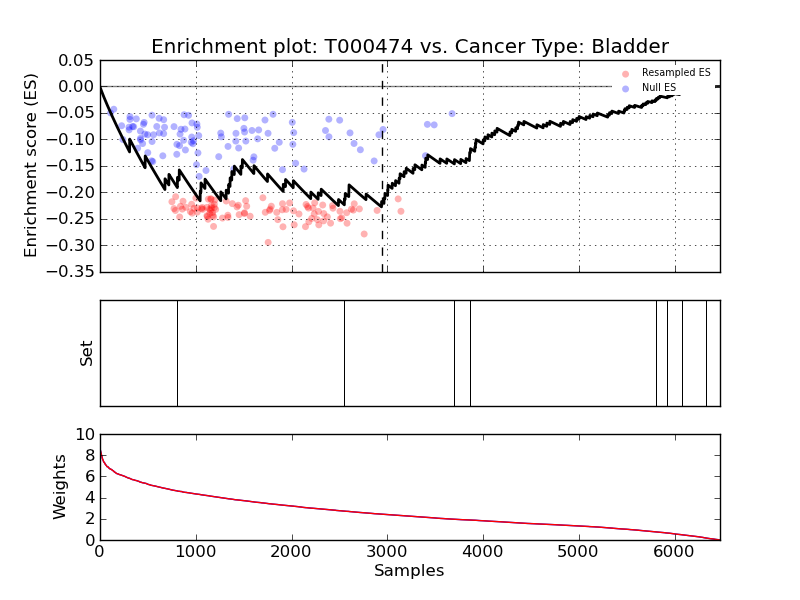 Enrichment plot: T000474 vs. Cancer Type: Bladder
Enrichment score (ES)
0.05
0.00
−0.05
−0.10
−0.15
−0.20
−0.25
−0.30
−0.35
Resampled ES
Null ES
Set
Weights
10
8
6
4
2
0
0 1000 2000 3000 4000 5000 6000
Samples